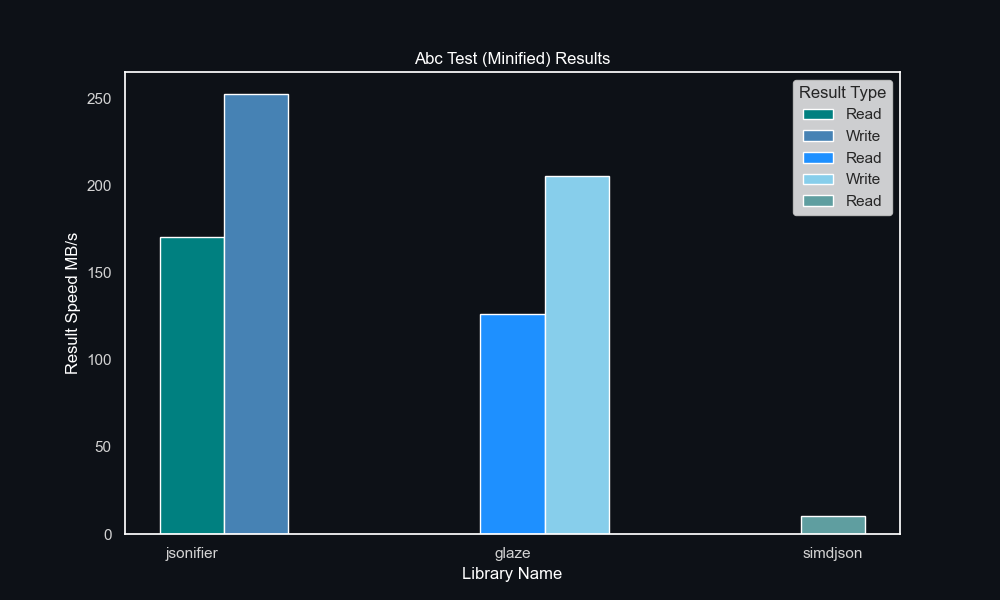 Abc Test (Minified) Results
Result Speed MB/s
250
200
150
100
50
0
Result Type
Read
Write
Read
Write
Read
jsonifier
glaze
simdjson
Library Name